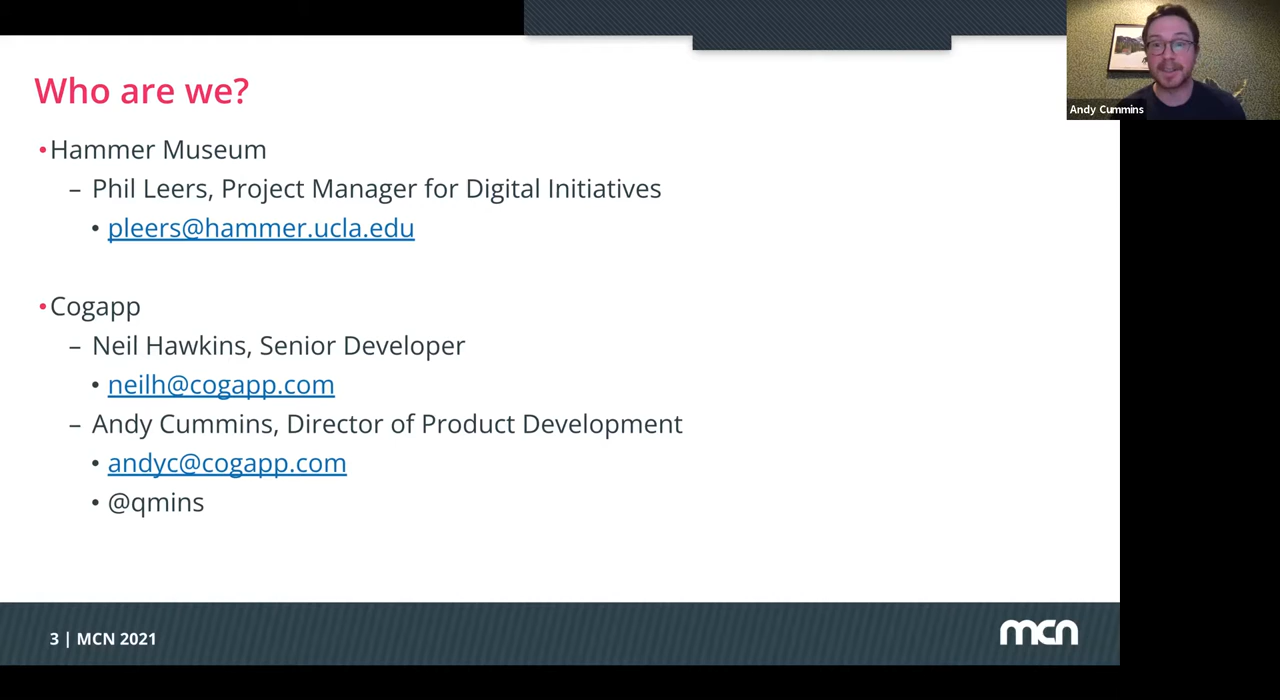 Who are we?
•Hammer Museum
– Phil Leers, Project Manager for Digital Initiatives
• pleers@hammer.ucla.edu
•Cogapp
– Neil Hawkins, Senior Developer
• neilh@cogapp.com
– Andy Cummins, Director of Product Development
• andyc@cogapp.com
• @qmins
3 | MCN 2021
mcn
Andy Cummins